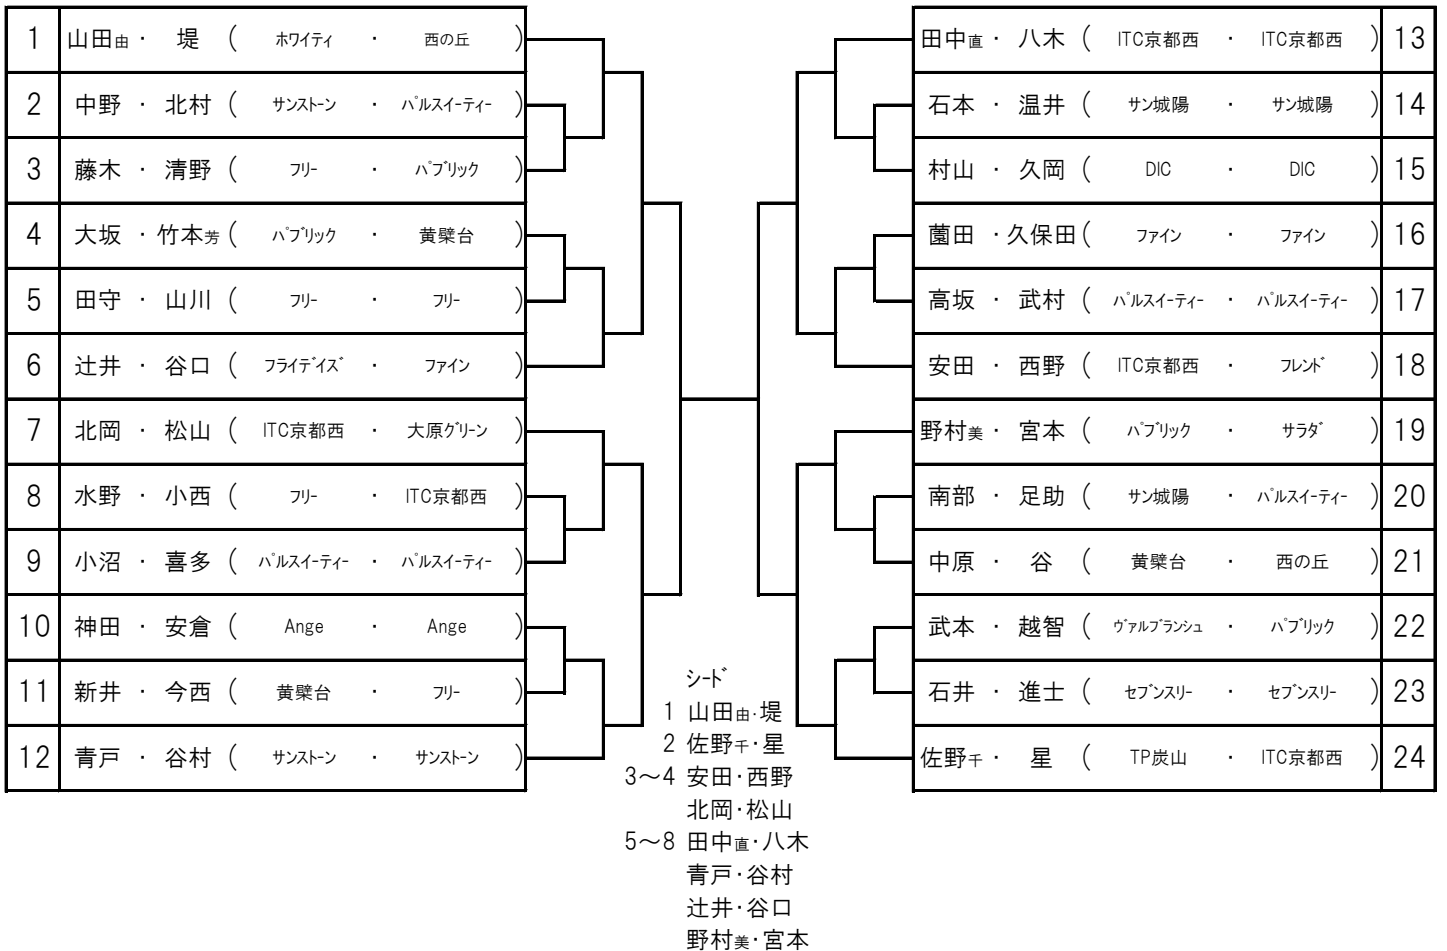 1 山田由・ 堤 ( ホワイティ ・ 西の丘 )
2 中野 ・ 北村 ( サンストーン ・ パルスイーティー )
3 藤木 ・ 清野 ( フリー ・ パブリック )
4 大坂 ・ 竹本芳 ( パブリック ・ 黄檗台 )
5 田守 ・ 山川 ( フリー ・ フリー )
6 辻井 ・ 谷口 ( フライデイズ ・ ファイン )
7 北岡 ・ 松山 ( ITC京都西 ・ 大原グリーン )
8 水野 ・ 小西 ( フリー ・ ITC京都西 )
9 小沼 ・ 喜多 ( パルスイーティー ・ パルスイーティー )
10 神田 ・ 安倉 ( Ange ・ Ange )
11 新井 ・ 今西 ( 黄檗台 ・ フリー )
12 青戸 ・ 谷村 ( サンストーン ・ サンストーン )
田中直・ 八木 ( ITC京都西 ・ ITC京都西 ) 13
石本 ・ 温井 ( サン城陽 ・ サン城陽 ) 14
村山 ・ 久岡 ( DIC ・ DIC ) 15
薗田 ・久保田( ファイン ・ ファイン ) 16
高坂 ・ 武村 ( パルスイーティー ・ パルスイーティー ) 17
安田 ・ 西野 ( ITC京都西 ・ フレンド ) 18
野村美・ 宮本 ( パブリック ・ サラダ ) 19
南部 ・ 足助 ( サン城陽 ・ パルスイーティー ) 20
中原 ・ 谷 ( 黄檗台 ・ 西の丘 ) 21
武本 ・ 越智 ( ヴァルブランシュ ・ パブリック ) 22
石井 ・ 進士 ( セブンスリー ・ セブンスリー ) 23
佐野千・ 星 ( TP炭山 ・ ITC京都西 ) 24
シード
1 山田由・堤
2 佐野千・星
3～4 安田・西野
北岡・松山
5～8 田中直・八木
青戸・谷村
辻井・谷口
野村美・宮本